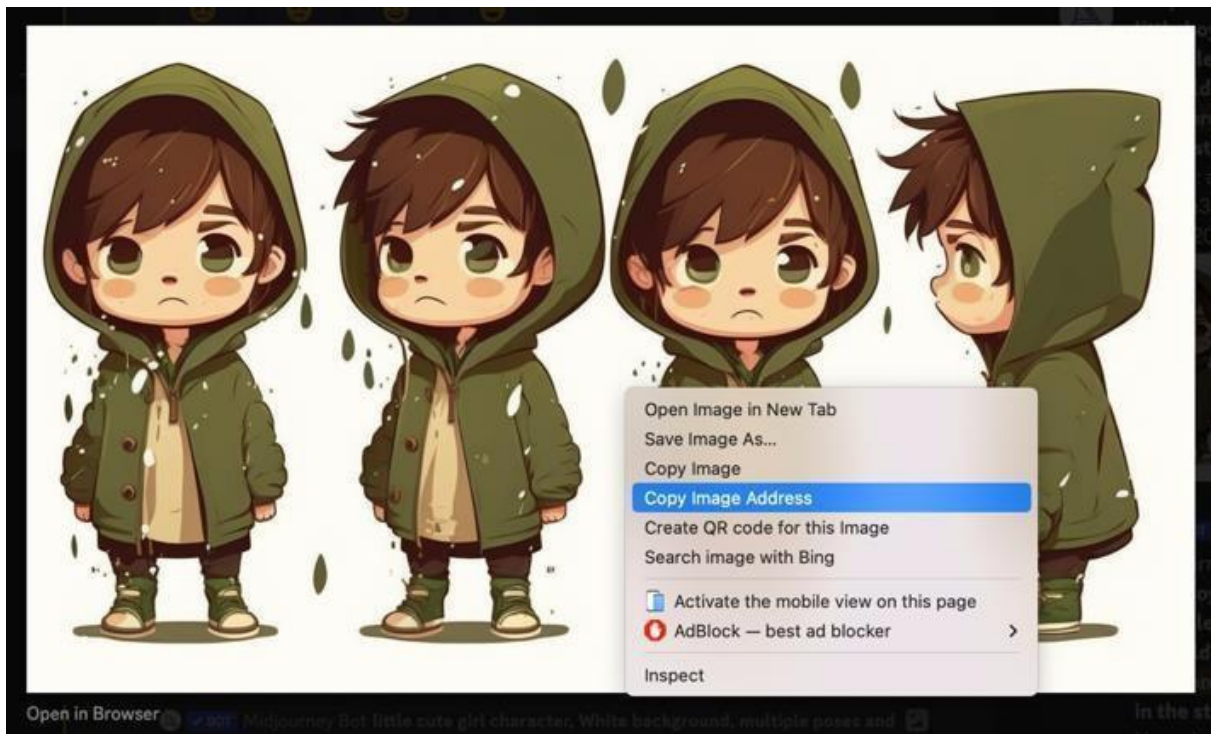 Open Image in New Tab
Save Image As...
Copy Image
Copy Image Address
Create QR code for this Image
Search image with Bing
Activate the mobile view on this page
AdBlock — best ad blocker
Inspect
Open in Browser
BOT Midjourney Bot little cute girl character, White background, multiple poses and
in the st